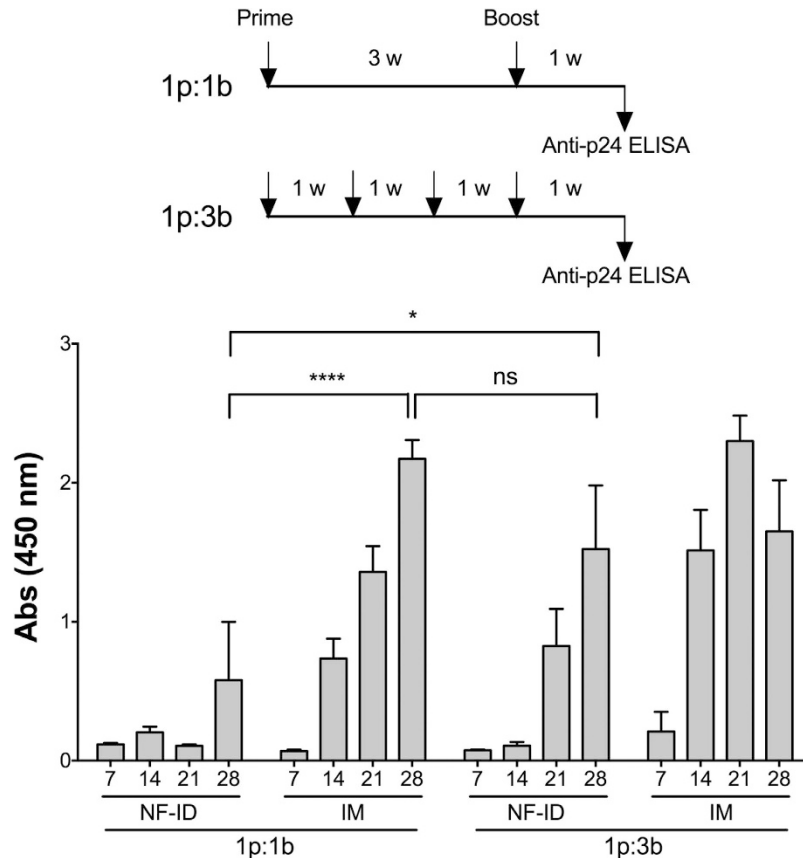 Prime Boost
3 w 1 w
1p:1b
Anti-p24 ELISA
1 w 1 w 1 w 1 w
1p:3b
Anti-p24 ELISA
*
**** ns
3
2
1
0
Abs (450 nm)
7 14 21 28 7 14 21 28 7 14 21 28 7 14 21 28
NF-ID IM NF-ID IM
1p:1b 1p:3b